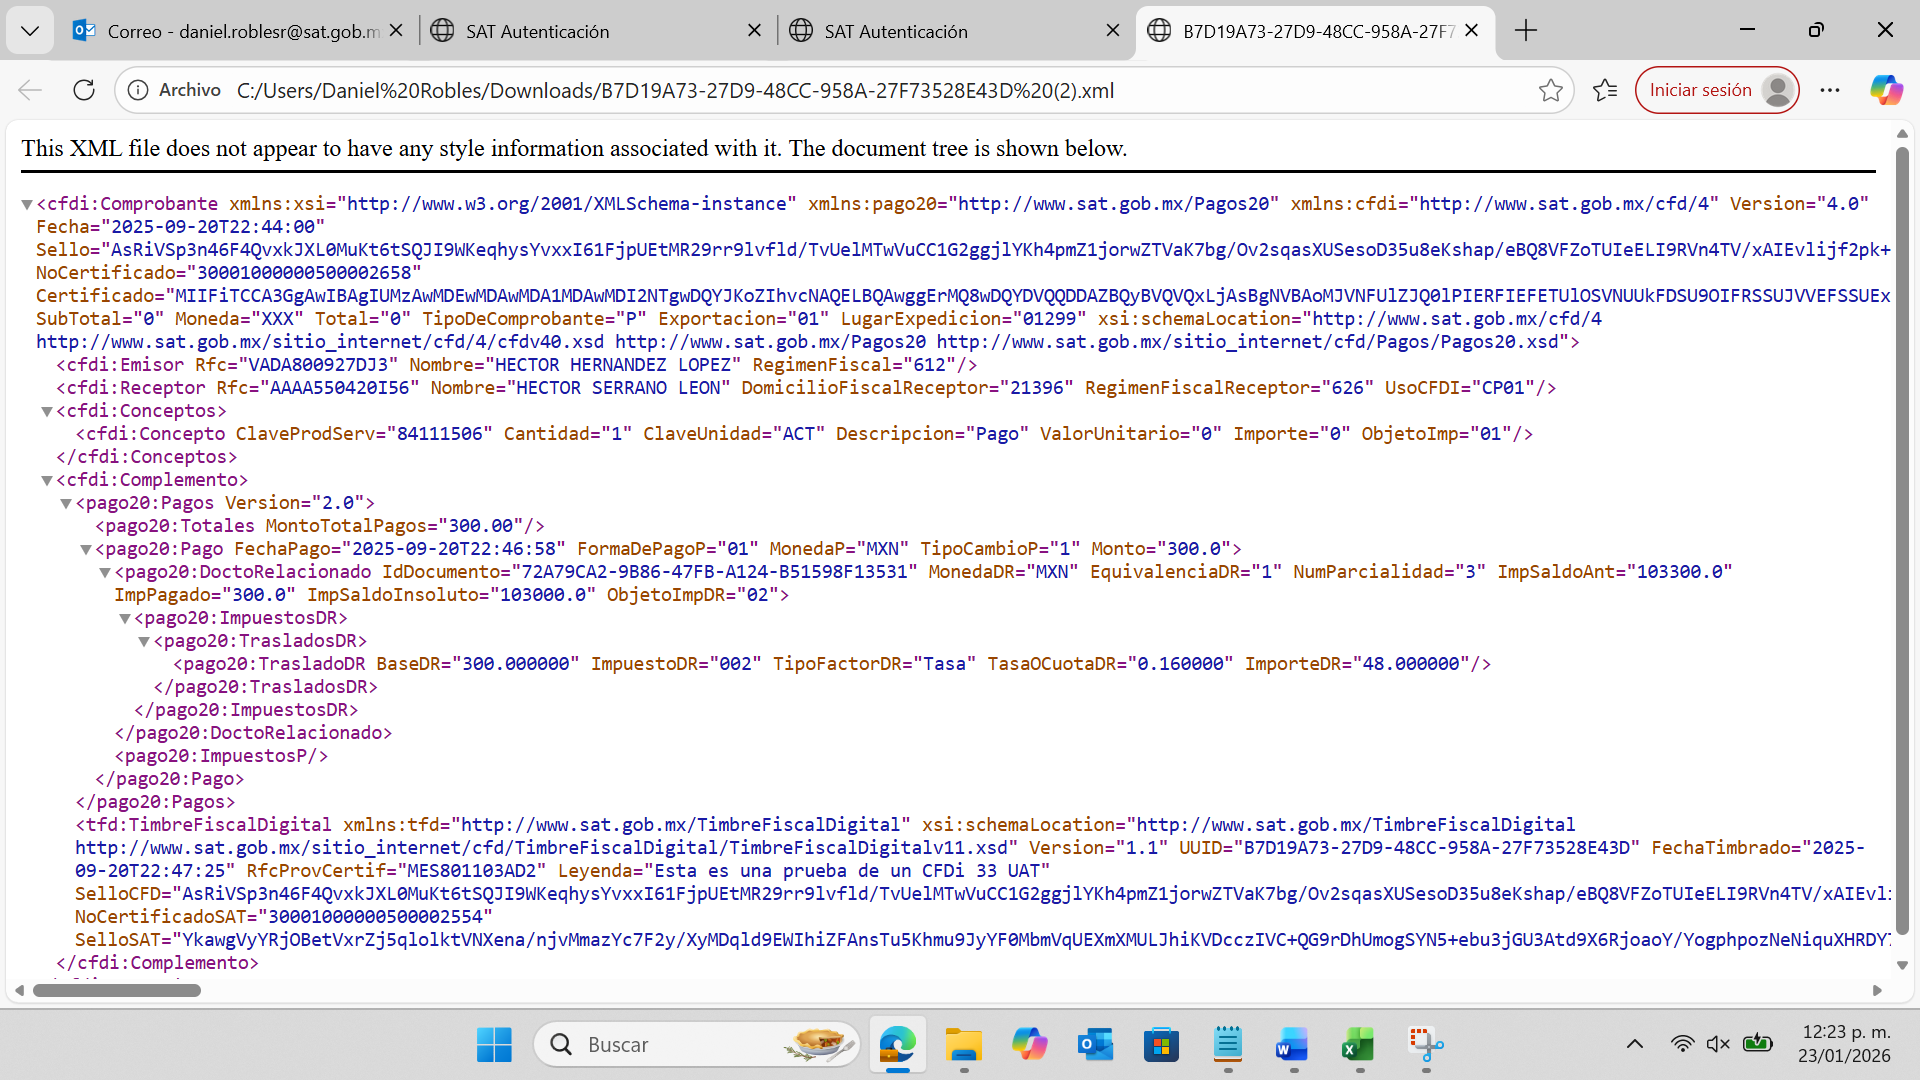 Correo - daniel.roblesr@sat.gob.m
SAT Autenticación
SAT Autenticación
B7D19A73-27D9-48CC-958A-27F7
Archivo
C:/Users/Daniel%20Robles/Downloads/B7D19A73-27D9-48CC-958A-27F73528E43D%20(2).xml
Iniciar sesión
This XML file does not appear to have any style information associated with it. The document tree is shown below.
<cfdi:Comprobante xmlns:xsi="http://www.w3.org/2001/XMLSchema-instance" xmlns:pago20="http://www.sat.gob.mx/Pagos20" xmlns:cfdi="http://www.sat.gob.mx/cfd/4" Version="4.0"
Fecha="2025-09-20T22:44:00"
Sello="AsRiVSp3n46F4QvxkJXL0MuKt6tSQJI9WKeqhysYvxxI61FjpUEtMR29rr9lvfld/TvUelMTwVuCC1G2ggjlYKh4pmZ1jorwZTVaK7bg/Ov2sqasXUSesoD35u8eKshap/eBQ8VFZoTUIeELI9RVn4TV/xAIEvlijf2pk+
NoCertificado="30001000000500002658"
Certificado="MIIFiTCCA3GgAwIBAgIUMzAwMDEwMDAwMDA1MDAwMDI2NTgwDQYJKoZIhvcNAQELBQAwggErMQ8wDQYDVQQDDAZBQyBVQVQxLjAsBgNVBAoMJVNFUlZJQ0lPIERFIEFETUlOSVNUUkFDSU9OIFRSSUJVVEFSSUEx
SubTotal="0" Moneda="XXX" Total="0" TipoDeComprobante="P" Exportacion="01" LugarExpedicion="01299" xsi:schemaLocation="http://www.sat.gob.mx/cfd/4
http://www.sat.gob.mx/sitio_internet/cfd/4/cfdv40.xsd http://www.sat.gob.mx/Pagos20 http://www.sat.gob.mx/sitio_internet/cfd/Pagos/Pagos20.xsd">
<cfdi:Emisor Rfc="VADA800927DJ3" Nombre="HECTOR HERNANDEZ LOPEZ" RegimenFiscal="612"/>
<cfdi:Receptor Rfc="AAAA550420I56" Nombre="HECTOR SERRANO LEON" DomicilioFiscalReceptor="21396" RegimenFiscalReceptor="626" UsoCFDI="CP01"/>
<cfdi:Conceptos>
<cfdi:Concepto ClaveProdServ="84111506" Cantidad="1" ClaveUnidad="ACT" Descripcion="Pago" ValorUnitario="0" Importe="0" ObjetoImp="01"/>
</cfdi:Conceptos>
<cfdi:Complemento>
<pago20:Pagos Version="2.0">
<pago20:Totales MontoTotalPagos="300.00"/>
<pago20:Pago FechaPago="2025-09-20T22:46:58" FormaDePagoP="01" MonedaP="MXN" TipoCambioP="1" Monto="300.0">
<pago20:DoctoRelacionado IdDocumento="72A79CA2-9B86-47FB-A124-B51598F13531" MonedaDR="MXN" EquivalenciaDR="1" NumParcialidad="3" ImpSaldoAnt="103300.0"
ImpPagado="300.0" ImpSaldoInsoluto="103000.0" ObjetoImpDR="02">
<pago20:ImpuestosDR>
<pago20:TrasladosDR>
<pago20:TrasladoDR BaseDR="300.000000" ImpuestoDR="002" TipoFactorDR="Tasa" TasaOCuotaDR="0.160000" ImporteDR="48.000000"/>
</pago20:TrasladosDR>
</pago20:ImpuestosDR>
</pago20:DoctoRelacionado>
<pago20:ImpuestosP/>
</pago20:Pago>
</pago20:Pagos>
<tfd:TimbreFiscalDigital xmlns:tfd="http://www.sat.gob.mx/TimbreFiscalDigital" xsi:schemaLocation="http://www.sat.gob.mx/TimbreFiscalDigital
http://www.sat.gob.mx/sitio_internet/cfd/TimbreFiscalDigital/TimbreFiscalDigitalv11.xsd" Version="1.1" UUID="B7D19A73-27D9-48CC-958A-27F73528E43D" FechaTimbrado="2025-
09-20T22:47:25" RfcProvCertif="MES801103AD2" Leyenda="Esta es una prueba de un CFDi 33 UAT"
SelloCFD="AsRiVSp3n46F4QvxkJXL0MuKt6tSQJI9WKeqhysYvxxI61FjpUEtMR29rr9lvfld/TvUelMTwVuCC1G2ggjlYKh4pmZ1jorwZTVaK7bg/Ov2sqasXUSesoD35u8eKshap/eBQ8VFZoTUIeELI9RVn4TV/xAIEvli
NoCertificadoSAT="30001000000500002554"
SelloSAT="YkawgVyYRjOBetVxrZj5qlolktVNXena/njvMmazYc7F2y/XyMDqld9EWIhiZFAnsTu5Khmu9JyYF0MbmVqUEXmXMULJhiKVDcczIVC+QG9rDhUmogSYN5+ebu3jGU3Atd9X6RjoaoY/YogphpozNeNiquXHRDY
</cfdi:Complemento>
Buscar
12:23 p. m.
23/01/2026